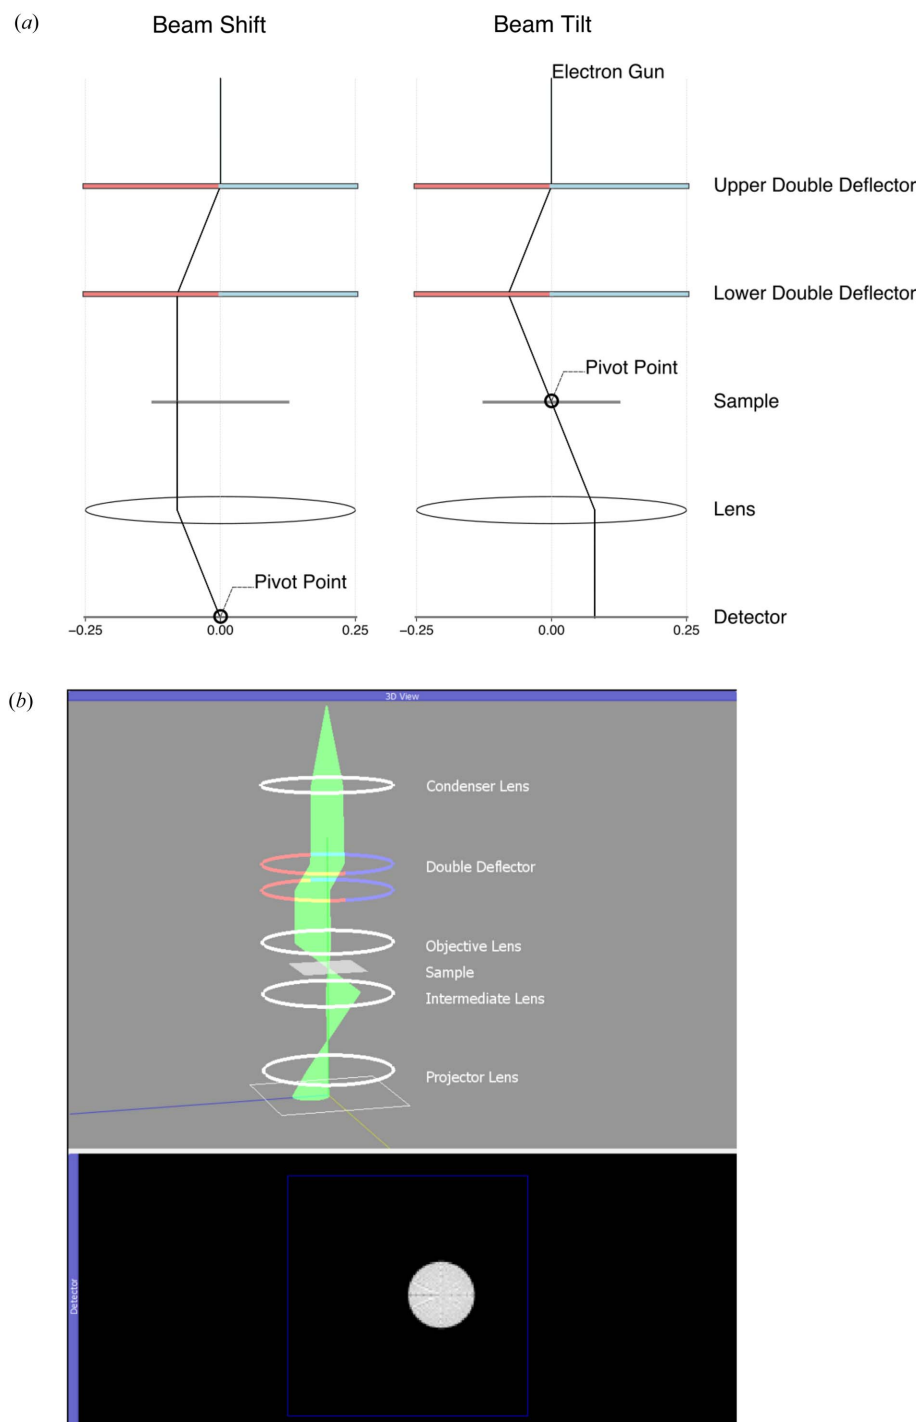 (a)
Beam Shift
Beam Tilt
Electron Gun
Upper Double Deflector
Lower Double Deflector
Pivot Point
Sample
Lens
Pivot Point
Detector
−0.25 0.00 0.25
−0.25 0.00 0.25
(b)
3D View
Condenser Lens
Double Deflector
Objective Lens
Sample
Intermediate Lens
Projector Lens
Detector